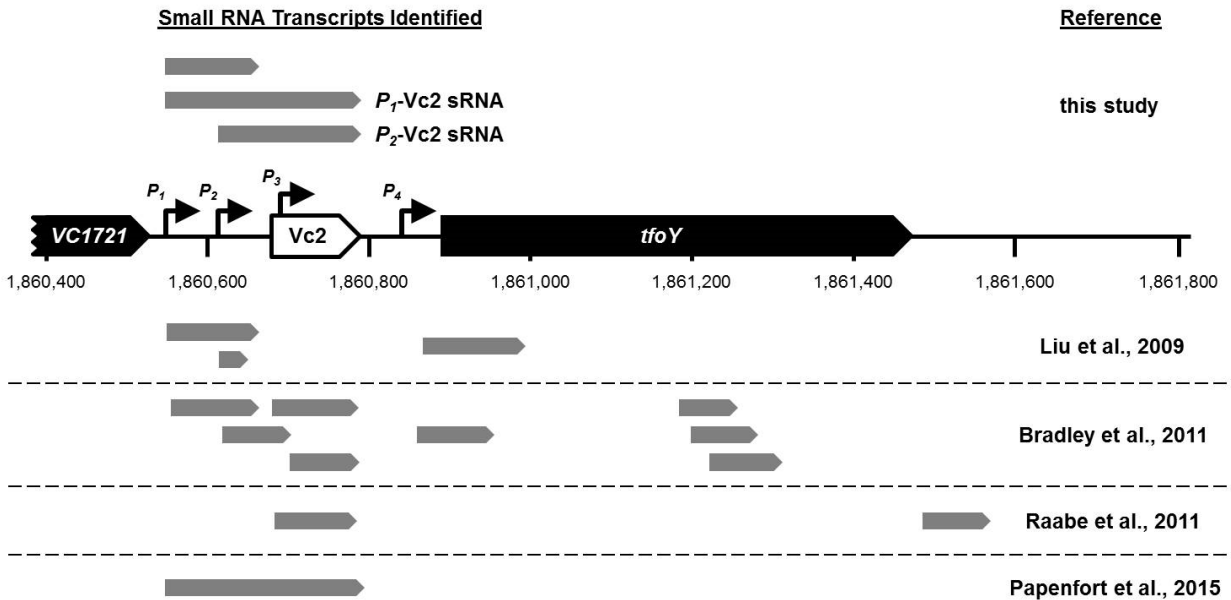 Small RNA Transcripts Identified Reference
P1-Vc2 sRNA
this study
P2-Vc2 sRNA
P1 P2 P3 P4
VC1721 Vc2 tfoY
1,860,400 1,860,600 1,860,800 1,861,000 1,861,200 1,861,400 1,861,600 1,861,800
Liu et al., 2009
Bradley et al., 2011
Raabe et al., 2011
Papenfort et al., 2015